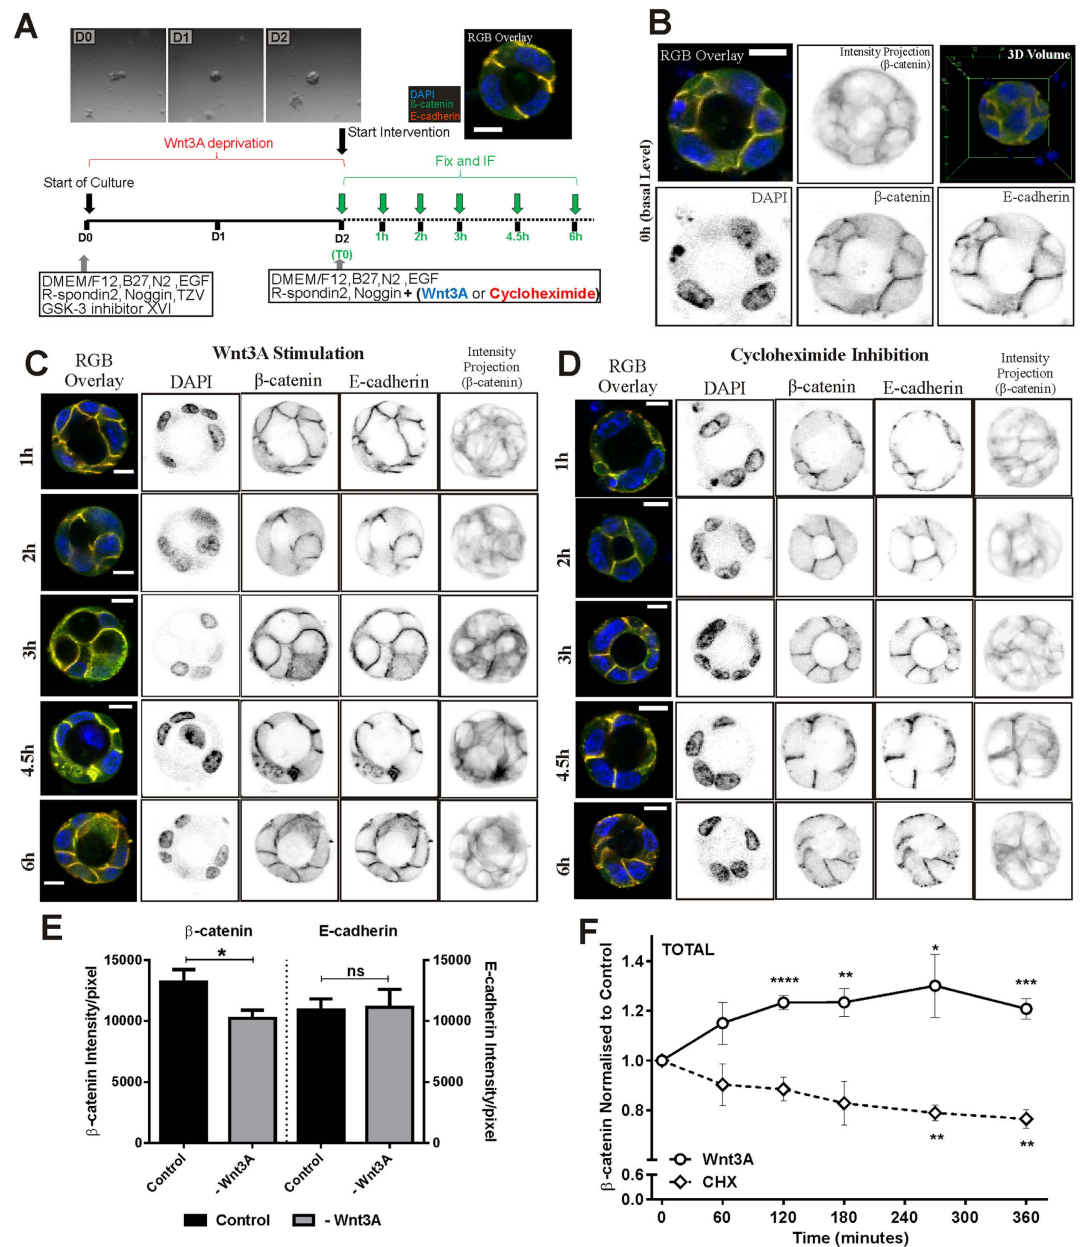 A
D0
D1
D2
RGB Overlay
DAPI
ß-catenin
E-cadherin
Start Intervention
Wnt3A deprivation
Fix and IF
Start of Culture
D0
D1
D2
(T0)
1h
2h
3h
4.5h
6h
DMEM/F12,B27,N2 ,EGF
R-spondin2, Noggin,TZV
GSK-3 inhibitor XVI
DMEM/F12,B27,N2 ,EGF
R-spondin2, Noggin + (Wnt3A or Cycloheximide)
B
0h (basal Level)
RGB Overlay
Intensity Projection
(β-catenin)
3D Volume
DAPI
β-catenin
E-cadherin
C
Wnt3A Stimulation
RGB
Overlay
DAPI
β-catenin
E-cadherin
Intensity
Projection
(β-catenin)
1h
2h
3h
4.5h
6h
D
Cycloheximide Inhibition
RGB
Overlay
DAPI
β-catenin
E-cadherin
Intensity
Projection
(β-catenin)
1h
2h
3h
4.5h
6h
E
β-catenin
E-cadherin
*
ns
β-catenin Intensity/pixel
15000
10000
5000
0
15000
10000
5000
0
E-cadherin Intensity/pixel
Control
- Wnt3A
Control
- Wnt3A
Control
- Wnt3A
F
TOTAL
β-catenin Normalised to Control
1.4
1.2
1.0
0.8
0.6
0.0
****
**
*
***
**
**
Wnt3A
CHX
0
60
120
180
240
300
360
Time (minutes)